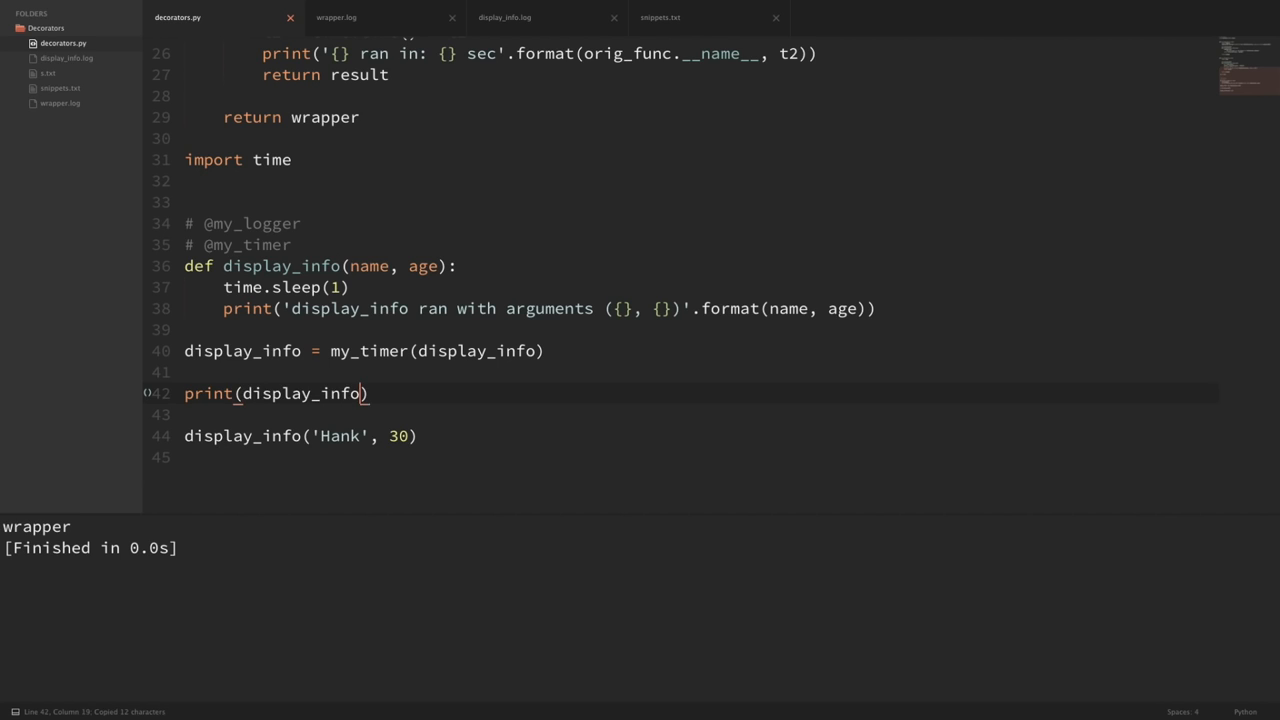 FOLDERS
Decorators
decorators.py
display_info.log
s.txt
snippets.txt
wrapper.log
decorators.py
wrapper.log
display_info.log
snippets.txt
26 print('{} ran in: {} sec'.format(orig_func.__name__, t2))
27 return result
28
29 return wrapper
30
31 import time
32
33
34 # @my_logger
35 # @my_timer
36 def display_info(name, age):
37 time.sleep(1)
38 print('display_info ran with arguments ({}, {})'.format(name, age))
39
40 display_info = my_timer(display_info)
41
42 print(display_info)
43
44 display_info('Hank', 30)
45
wrapper
[Finished in 0.0s]
Line 42, Column 19: Copied 12 characters
Spaces: 4
Python